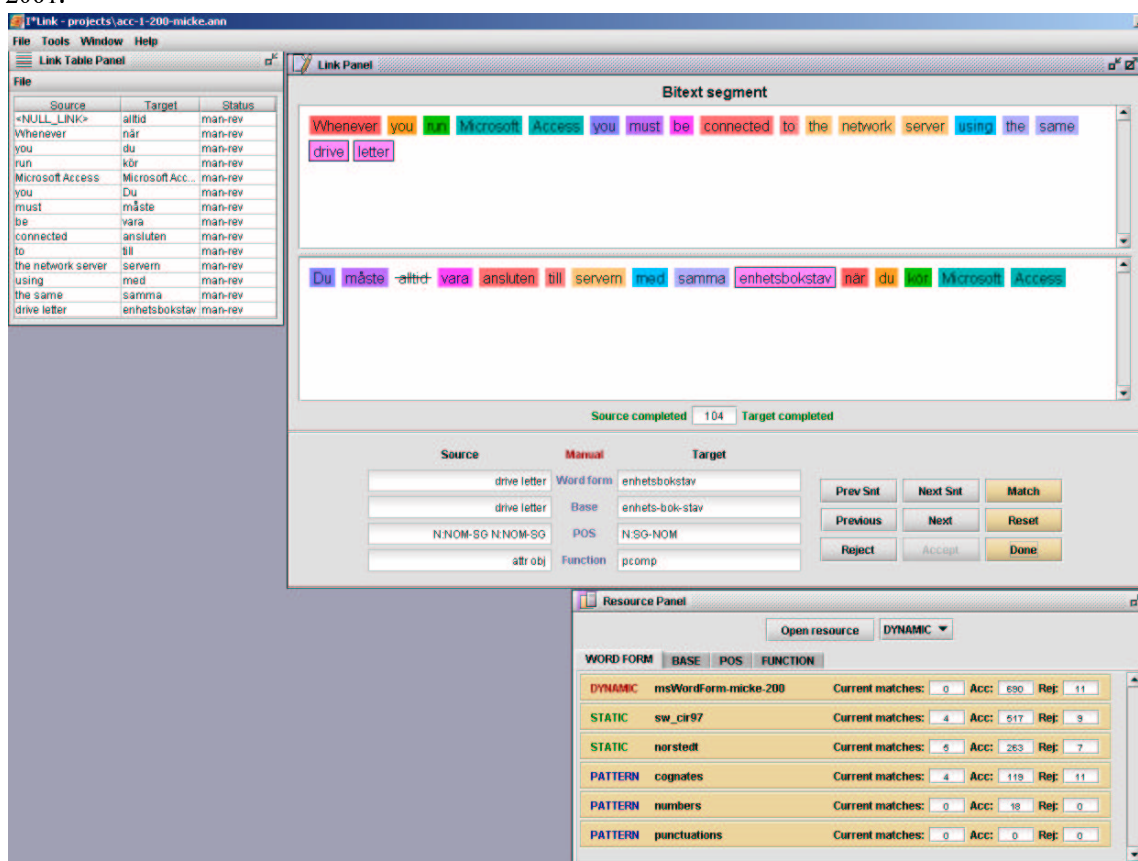 2001.
I*Link - projects\acc-1-200-micke.ann
File Tools Window Help
Link Table Panel
File
Source Target Status
<NULL_LINK> alltid man-rev
Whenever när man-rev
you du man-rev
run kör man-rev
Microsoft Access Microsoft Acc... man-rev
you Du man-rev
must måste man-rev
be vara man-rev
connected ansluten man-rev
to till man-rev
the network server servern man-rev
using med man-rev
the same samma man-rev
drive letter enhetsbokstav man-rev
Link Panel
Bitext segment
Whenever you run Microsoft Access you must be connected to the network server using the same
drive letter
Du måste alltid vara ansluten till servern med samma enhetsbokstav när du kör Microsoft Access
Source completed 104 Target completed
Source Manual Target
drive letter Word form enhetsbokstav
drive letter Base enhets-bok-stav
N:NOM-SG N:NOM-SG POS N:SG-NOM
attr obj Function pcomp
Prev Snt Next Snt Match
Previous Next Reset
Reject Accept Done
Resource Panel
Open resource DYNAMIC
WORD FORM BASE POS FUNCTION
DYNAMIC msWordForm-micke-200 Current matches: 0 Acc: 690 Rej: 11
STATIC sw_cir97 Current matches: 4 Acc: 517 Rej: 9
STATIC norstedt Current matches: 6 Acc: 263 Rej: 7
PATTERN cognates Current matches: 4 Acc: 119 Rej: 11
PATTERN numbers Current matches: 0 Acc: 18 Rej: 0
PATTERN punctuations Current matches: 0 Acc: 0 Rej: 0